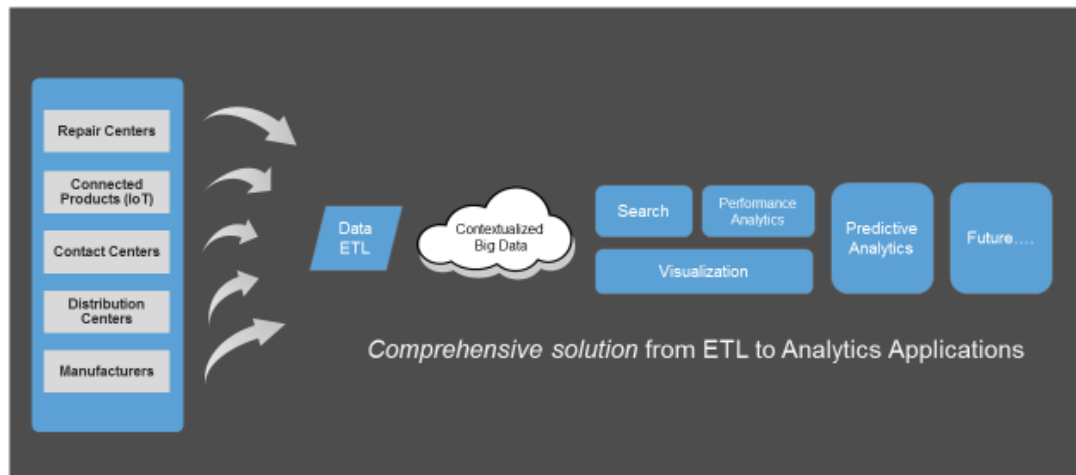 Repair Centers
Connected
Products (IoT)
Contact Centers
Distribution
Centers
Manufacturers
Data
ETL
Contextualized
Big Data
Search
Performance
Analytics
Visualization
Predictive
Analytics
Future....
Comprehensive solution from ETL to Analytics Applications